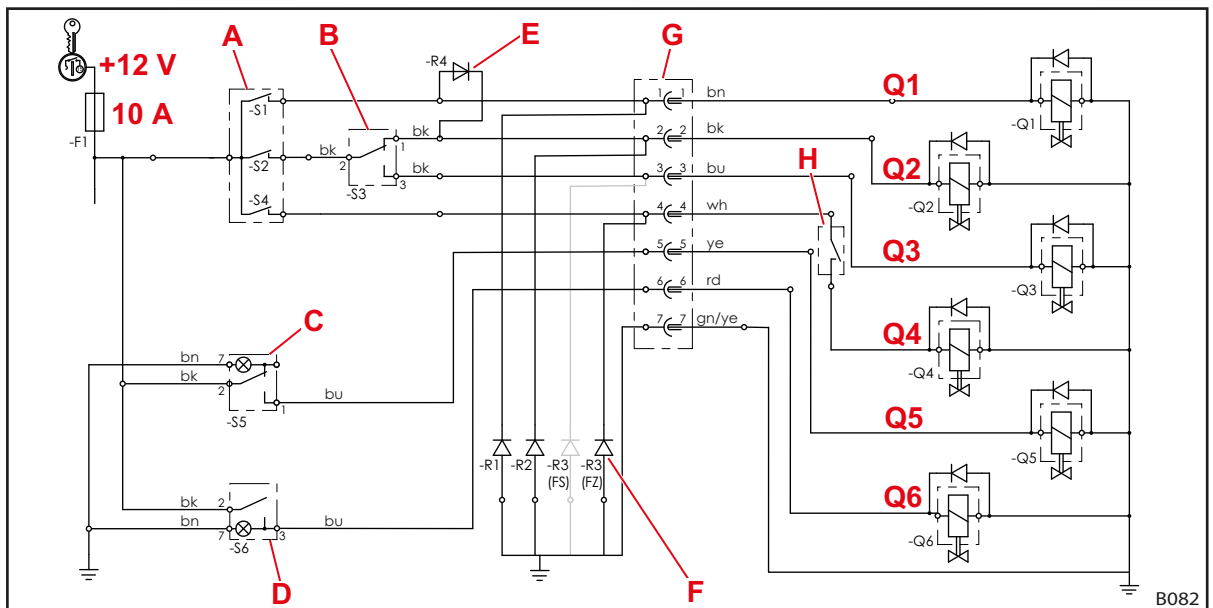 A B E G
-R4
+12 V
10 A
-F1
-S1
1 1 bn
Q1
-Q1
bk 1
2 2 bk
bk 2
-S2
bk 3
-S3
3 3 bu
H
Q2
-Q2
-S4
4 4 wh
5 5 ye
Q3
-Q3
6 6 rd
7 7 gn/ye
C
Q4
-Q4
bn 7
bk 2
1 bu
-S5
Q5
-Q5
-R1
-R2
-R3
(FS)
-R3
(FZ)
Q6
-Q6
bk 2
bn 7
3 bu
-S6
D
F
B082